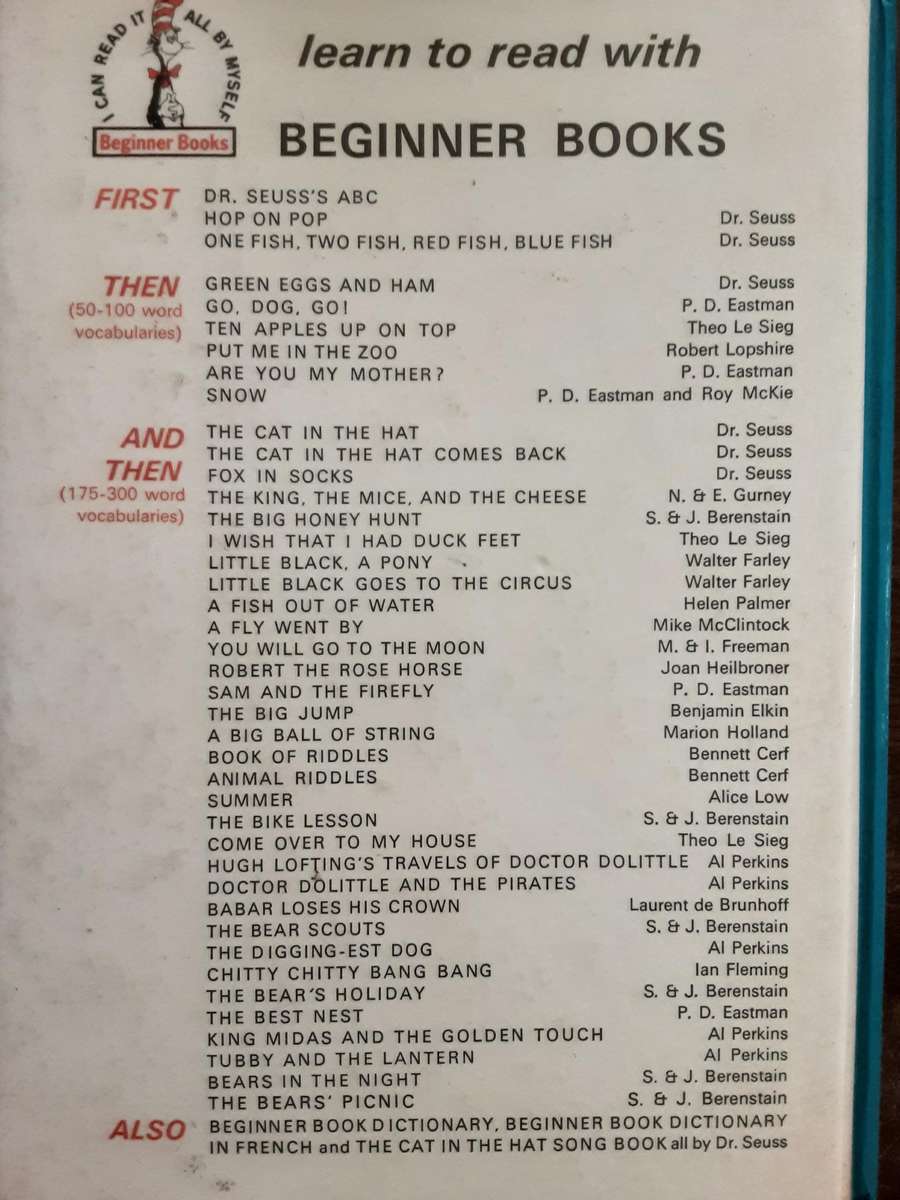 I CAN READ IT ALL BY MYSELF
Beginner Books
learn to read with
BEGINNER BOOKS
FIRST
DR. SEUSS'S ABC
HOP ON POP Dr. Seuss
ONE FISH, TWO FISH, RED FISH, BLUE FISH Dr. Seuss
THEN
(50-100 word
vocabularies)
GREEN EGGS AND HAM Dr. Seuss
GO, DOG, GO! P. D. Eastman
TEN APPLES UP ON TOP Theo Le Sieg
PUT ME IN THE ZOO Robert Lopshire
ARE YOU MY MOTHER? P. D. Eastman
SNOW P. D. Eastman and Roy McKie
AND
THEN
(175-300 word
vocabularies)
THE CAT IN THE HAT Dr. Seuss
THE CAT IN THE HAT COMES BACK Dr. Seuss
FOX IN SOCKS Dr. Seuss
THE KING, THE MICE, AND THE CHEESE N. & E. Gurney
THE BIG HONEY HUNT S. & J. Berenstain
I WISH THAT I HAD DUCK FEET Theo Le Sieg
LITTLE BLACK, A PONY Walter Farley
LITTLE BLACK GOES TO THE CIRCUS Walter Farley
A FISH OUT OF WATER Helen Palmer
A FLY WENT BY Mike McClintock
YOU WILL GO TO THE MOON M. & I. Freeman
ROBERT THE ROSE HORSE Joan Heilbroner
SAM AND THE FIREFLY P. D. Eastman
THE BIG JUMP Benjamin Elkin
A BIG BALL OF STRING Marion Holland
BOOK OF RIDDLES Bennett Cerf
ANIMAL RIDDLES Bennett Cerf
SUMMER Alice Low
THE BIKE LESSON S. & J. Berenstain
COME OVER TO MY HOUSE Theo Le Sieg
HUGH LOFTING'S TRAVELS OF DOCTOR DOLITTLE Al Perkins
DOCTOR DOLITTLE AND THE PIRATES Al Perkins
BABAR LOSES HIS CROWN Laurent de Brunhoff
THE BEAR SCOUTS S. & J. Berenstain
THE DIGGING-EST DOG Al Perkins
CHITTY CHITTY BANG BANG Ian Fleming
THE BEAR'S HOLIDAY S. & J. Berenstain
THE BEST NEST P. D. Eastman
KING MIDAS AND THE GOLDEN TOUCH Al Perkins
TUBBY AND THE LANTERN Al Perkins
BEARS IN THE NIGHT S. & J. Berenstain
THE BEARS' PICNIC S. & J. Berenstain
ALSO
BEGINNER BOOK DICTIONARY, BEGINNER BOOK DICTIONARY
IN FRENCH and THE CAT IN THE HAT SONG BOOK all by Dr. Seuss